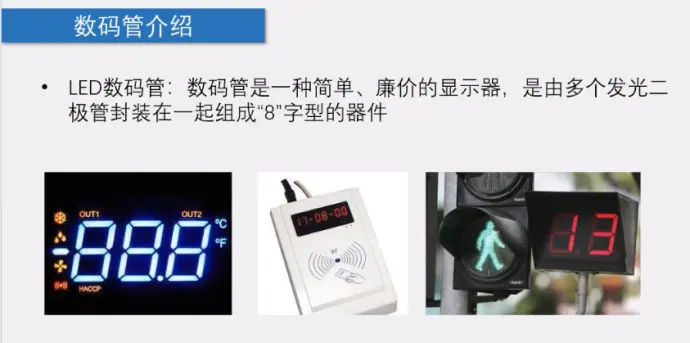 数码管介绍
• LED数码管：数码管是一种简单、廉价的显示器，是由多个发光二
极管封装在一起组成“8”字型的器件
OUT1 OUT2
-88.8 °C
°F
HACCP
17-08-00
13